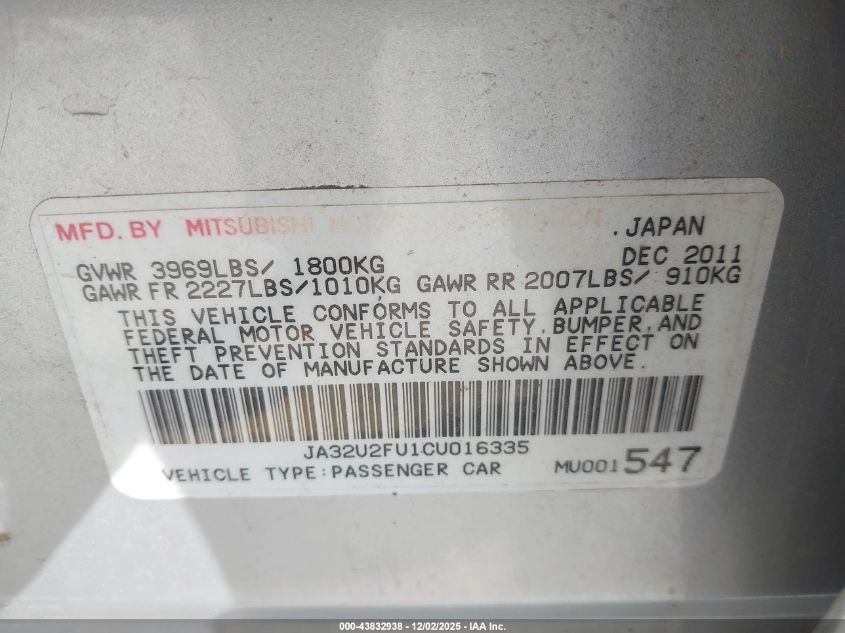 MFD. BY MITSUBISHI MOTORS CORPORATION . JAPAN
GVWR 3969LBS/ 1800KG DEC 2011
GAWR FR 2227LBS/1010KG GAWR RR 2007LBS/ 910KG
THIS VEHICLE CONFORMS TO ALL APPLICABLE
FEDERAL MOTOR VEHICLE SAFETY, BUMPER, AND
THEFT PREVENTION STANDARDS IN EFFECT ON
THE DATE OF MANUFACTURE SHOWN ABOVE.
JA32U2FU1CU016335
VEHICLE TYPE:PASSENGER CAR MU001547
000-43832938 - 12/02/2025 - IAA Inc.